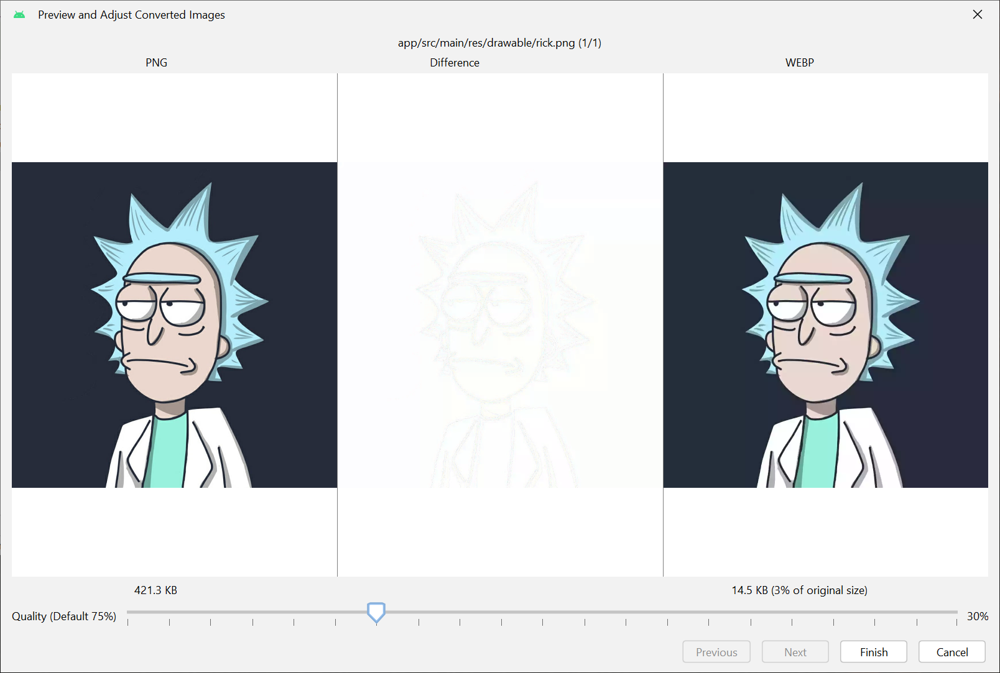 Preview and Adjust Converted Images
app/src/main/res/drawable/rick.png (1/1)
PNG Difference WEBP
421.3 KB 14.5 KB (3% of original size)
Quality (Default 75%) 30%
Previous Next Finish Cancel